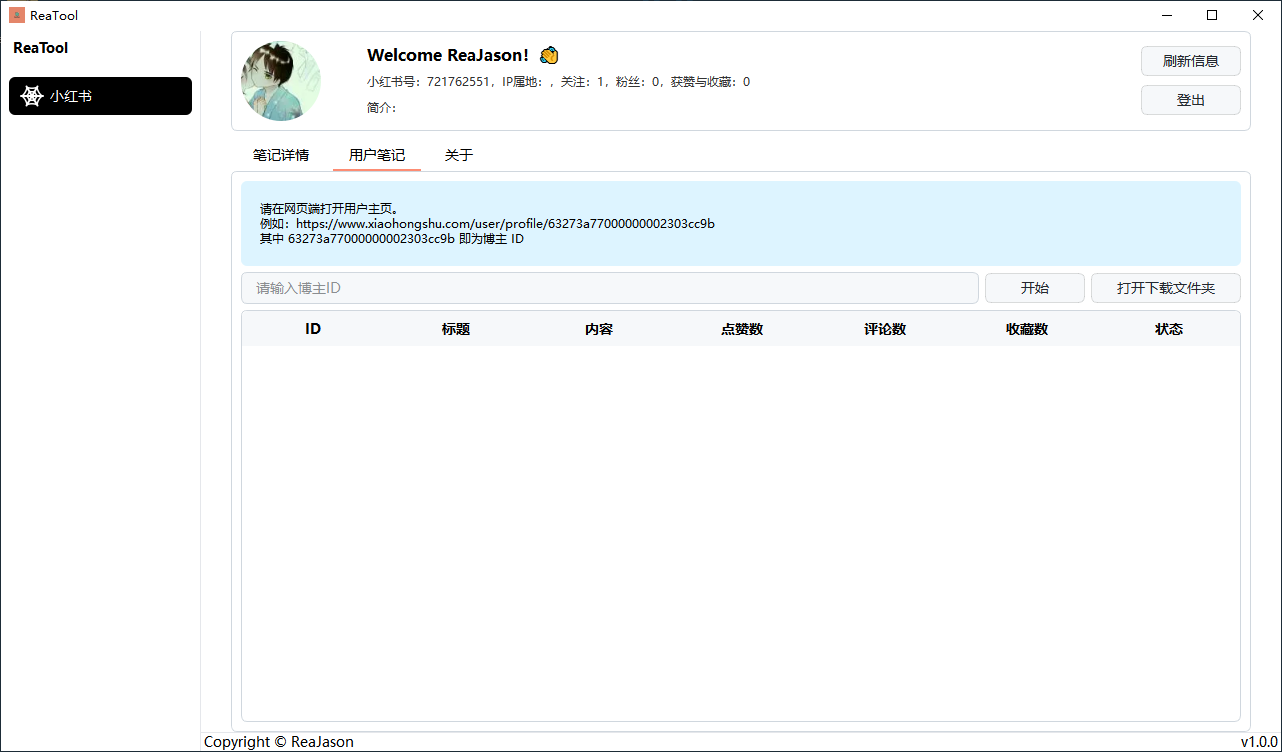 ReaTool
ReaTool
小红书
Welcome ReaJason!
小红书号：721762551，IP属地：，关注：1，粉丝：0，获赞与收藏：0
简介：
刷新信息
登出
笔记详情 用户笔记 关于
请在网页端打开用户主页。
例如：https://www.xiaohongshu.com/user/profile/63273a77000000002303cc9b
其中 63273a77000000002303cc9b 即为博主 ID
请输入博主ID 开始 打开下载文件夹
ID 标题 内容 点赞数 评论数 收藏数 状态
Copyright © ReaJason v1.0.0